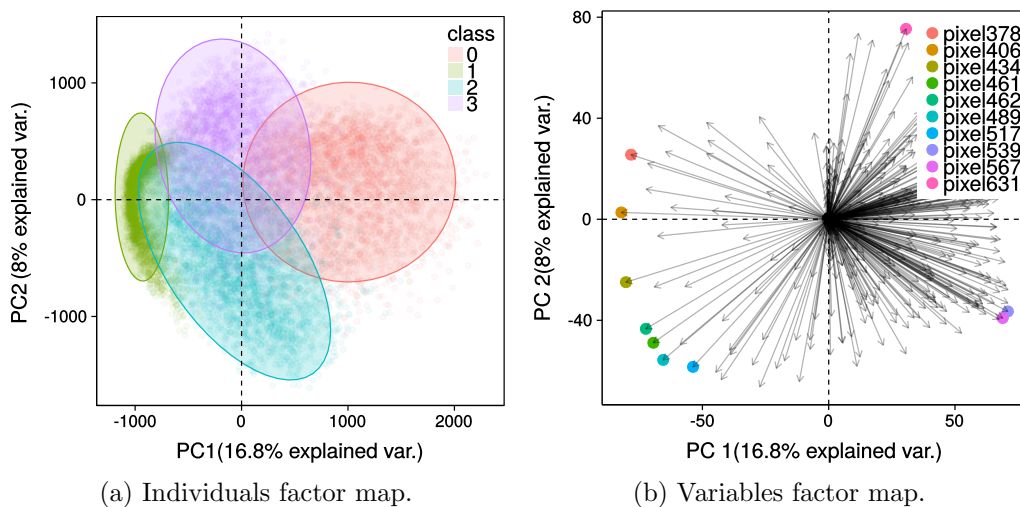 class
0
1
2
3
1000
0
-1000
-1000
0
1000
2000
PC2 (8% explained var.)
PC1(16.8% explained var.)
(a) Individuals factor map.
80
40
0
-40
-50
0
50
PC 2(8% explained var.)
PC 1(16.8% explained var.)
pixel378
pixel406
pixel434
pixel461
pixel462
pixel489
pixel517
pixel539
pixel567
pixel631
(b) Variables factor map.